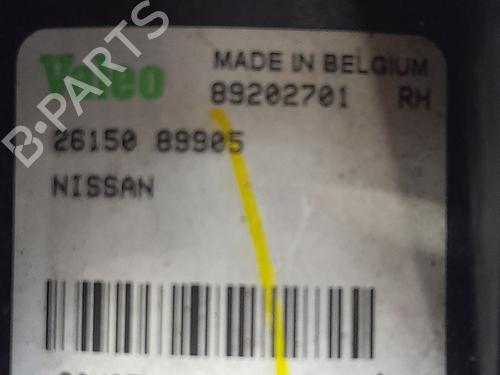 B-PARTS
Valeo
MADE IN BELGIUM
89202701 RH
26150 89905
NISSAN